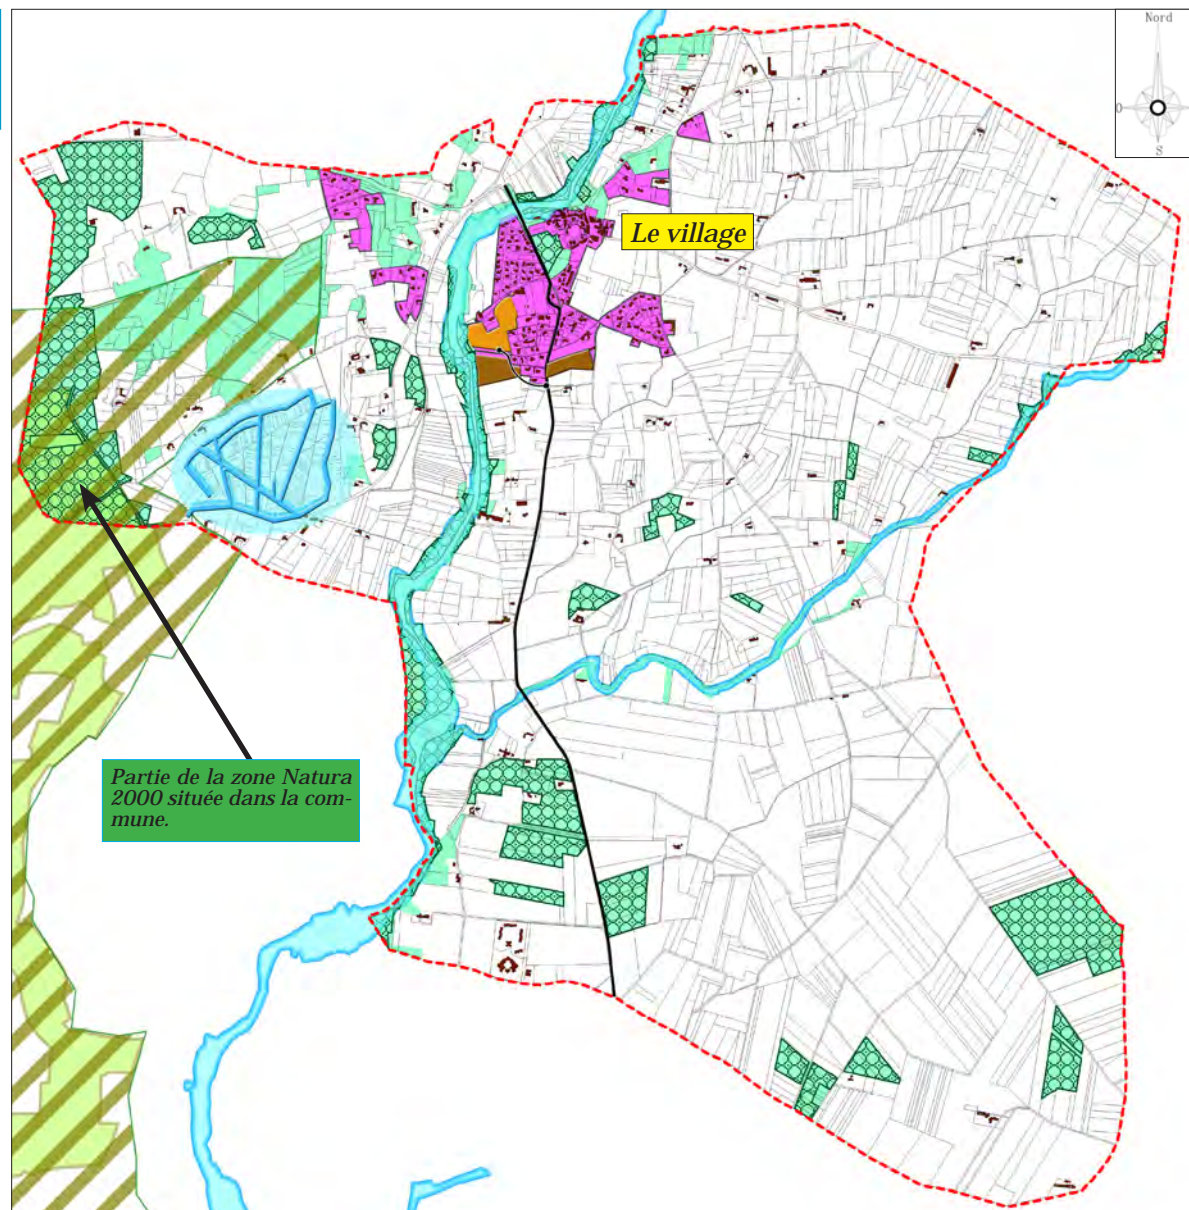 Nord
O
S
Le village
Partie de la zone Natura
2000 située dans la com-
mune.